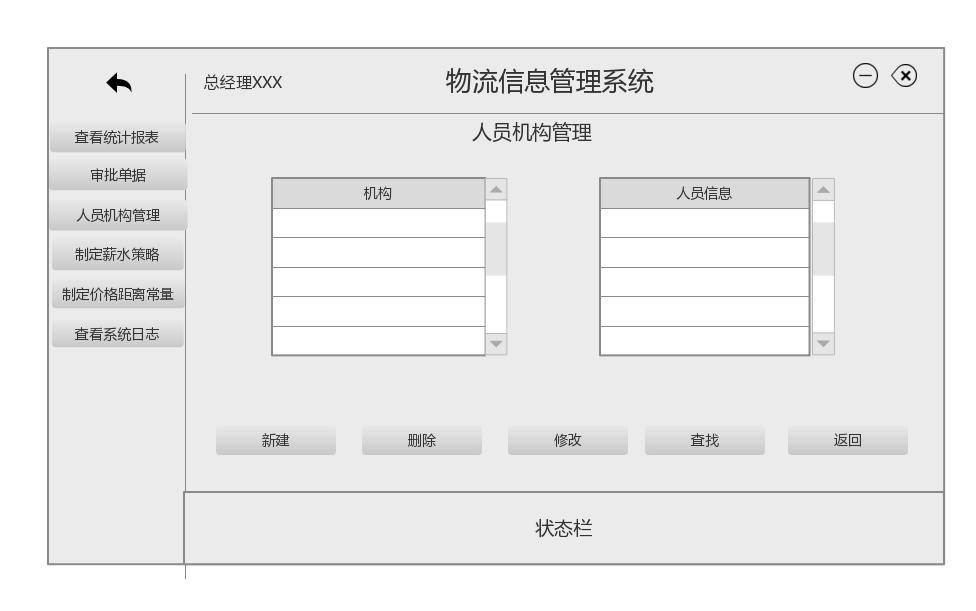 总经理XXX
物流信息管理系统
查看统计报表
审批单据
人员机构管理
制定薪水策略
制定价格距离常量
查看系统日志
人员机构管理
机构
人员信息
新建
删除
修改
查找
返回
状态栏